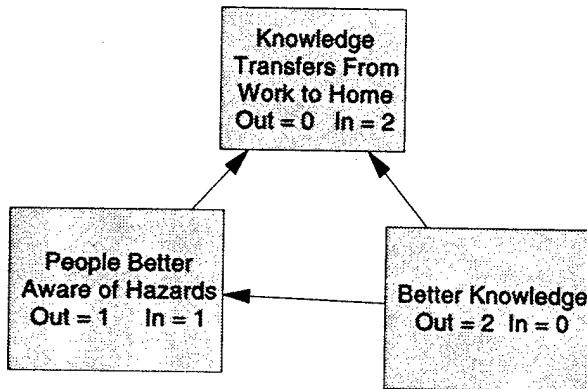 Knowledge
Transfers From
Work to Home
Out = 0 In = 2
People Better
Aware of Hazards
Out = 1 In = 1
Better Knowledge
Out = 2 In = 0